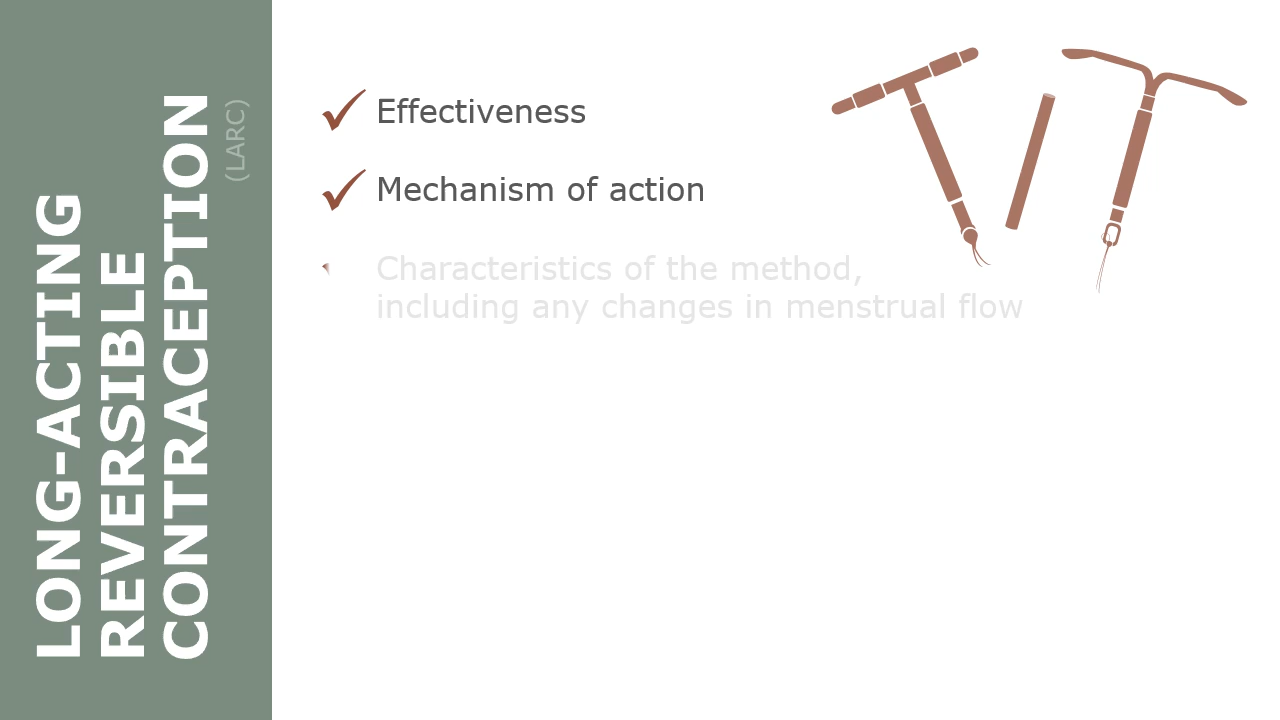 LONG-ACTING
REVERSIBLE
CONTRACEPTION
(LARC)
Effectiveness
Mechanism of action
Characteristics of the method,
including any changes in menstrual flow